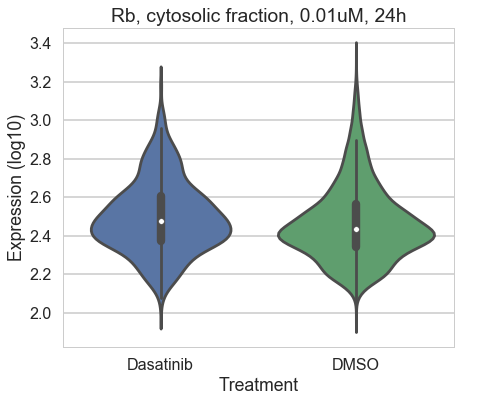 Rb, cytosolic fraction, 0.01uM, 24h
3.4
3.2
3.0
2.8
2.6
2.4
2.2
2.0
Expression (log10)
Dasatinib
DMSO
Treatment